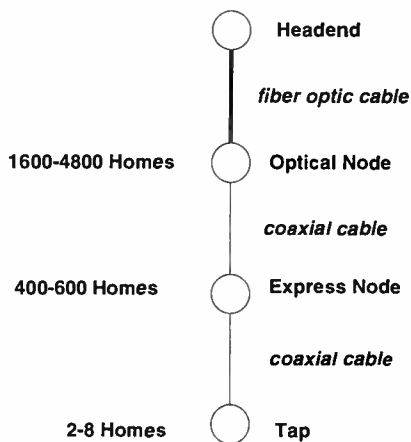 Headend
fiber optic cable
1600-4800 Homes Optical Node
coaxial cable
400-600 Homes Express Node
coaxial cable
2-8 Homes Tap